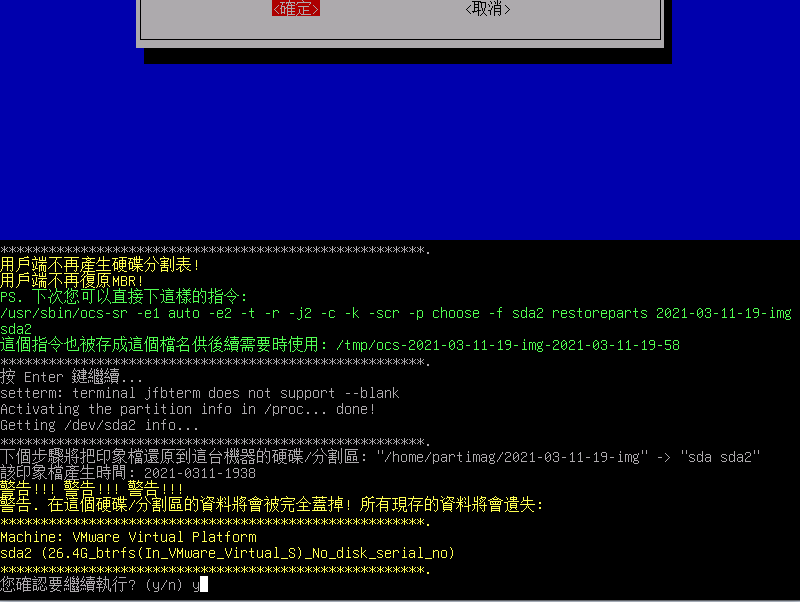 <確定> <取消>
*****************************************************.
用戶端不再產生硬碟分割表!
用戶端不再復原MBR!
PS. 下次您可以直接下這樣的指令:
/usr/sbin/ocs-sr -e1 auto -e2 -t -r -j2 -c -k -scr -p choose -f sda2 restoreparts 2021-03-11-19-img
sda2
這個指令也被存成這個檔名供後續需要時使用: /tmp/ocs-2021-03-11-19-img-2021-03-11-19-58
*****************************************************.
按 Enter 鍵繼續...
setterm: terminal jfbterm does not support --blank
Activating the partition info in /proc... done!
Getting /dev/sda2 info...
*****************************************************.
下個步驟將把印象檔還原到這台機器的硬碟/分割區: "/home/partimag/2021-03-11-19-img" -> "sda sda2"
該印象檔產生時間: 2021-0311-1938
警告!!! 警告!!! 警告!!!
警告. 在這個硬碟/分割區的資料將會被完全蓋掉! 所有現存的資料將會遺失:
*****************************************************.
Machine: VMware Virtual Platform
sda2 (26.4G_btrfs(In_VMware_Virtual_S)_No_disk_serial_no)
*****************************************************.
您確認要繼續執行? (y/n) y